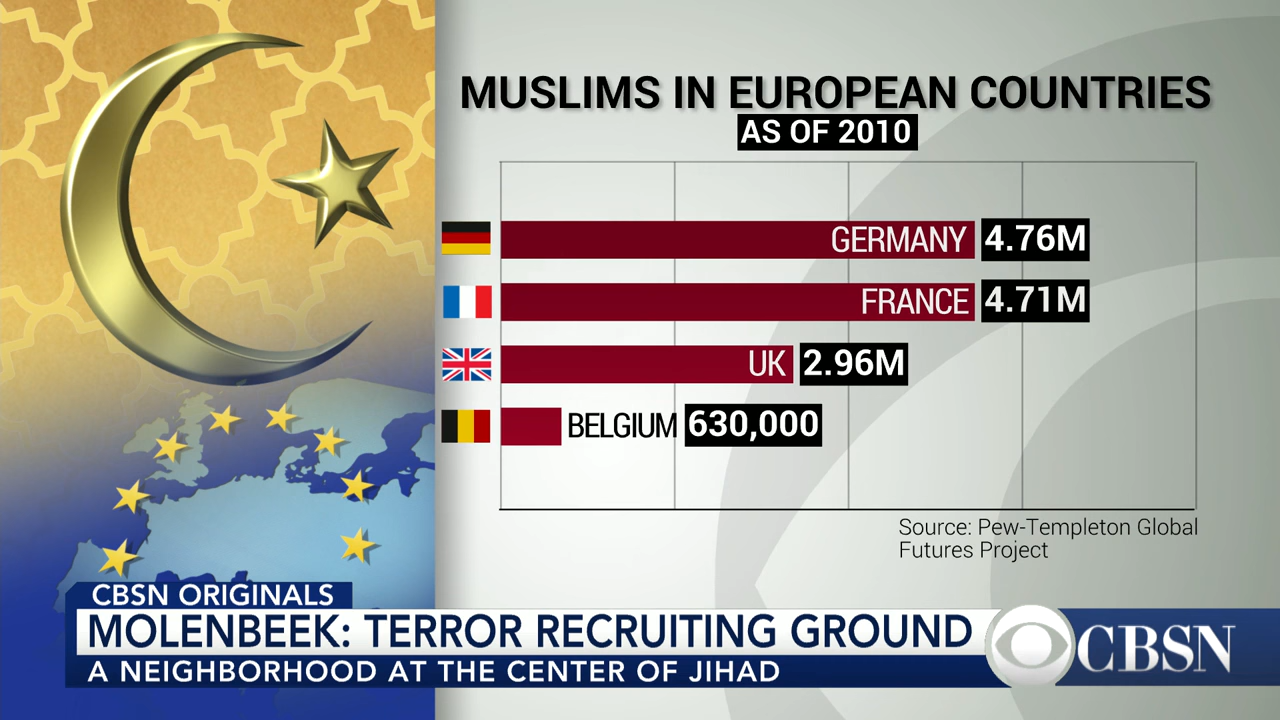 MUSLIMS IN EUROPEAN COUNTRIES
AS OF 2010
GERMANY 4.76M
FRANCE 4.71M
UK 2.96M
BELGIUM 630,000
Source: Pew-Templeton Global
Futures Project
CBSN ORIGINALS
MOLENBEEK: TERROR RECRUITING GROUND
A NEIGHBORHOOD AT THE CENTER OF JIHAD
CBSN